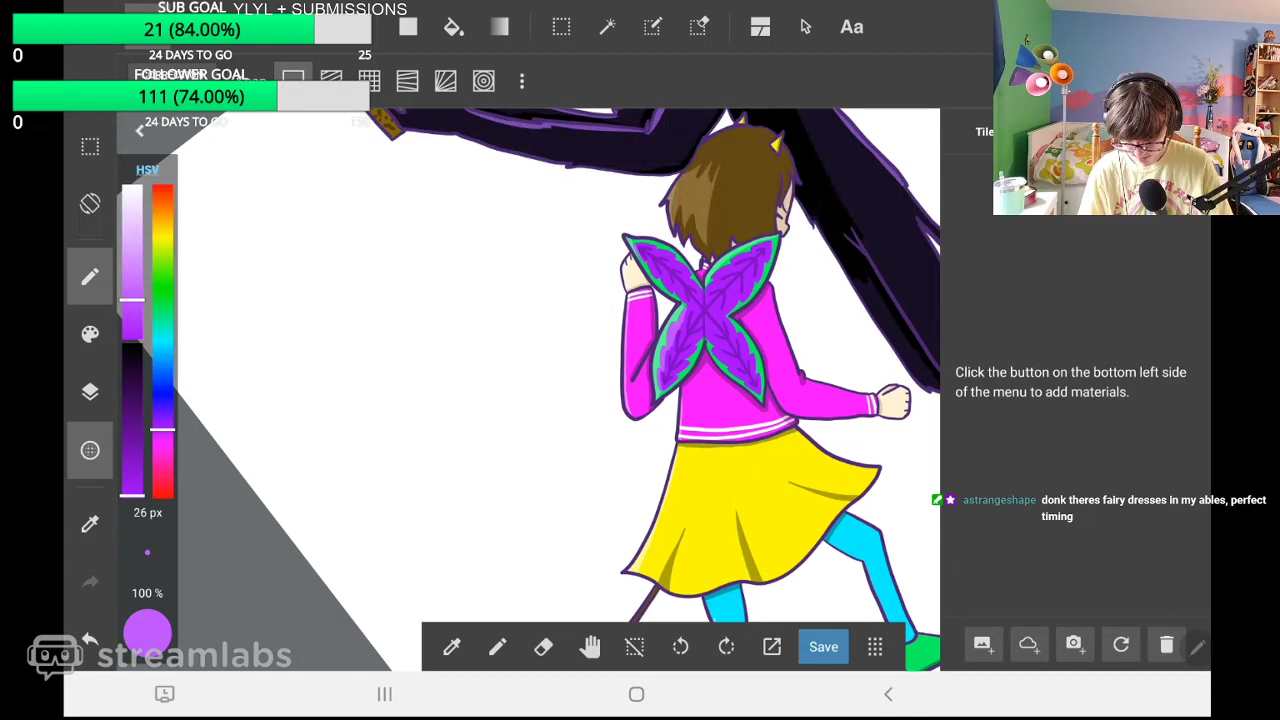 SUB GOAL
YLYL + SUBMISSIONS
21 (84.00%)
0
24 DAYS TO GO
25
FOLLOWER GOAL
111 (74.00%)
0
24 DAYS TO GO
Aa
HSV
26 px
100 %
streamlabs
Save
Tile
Click the button on the bottom left side
of the menu to add materials.
astrangeshape donk theres fairy dresses in my ables, perfect
timing